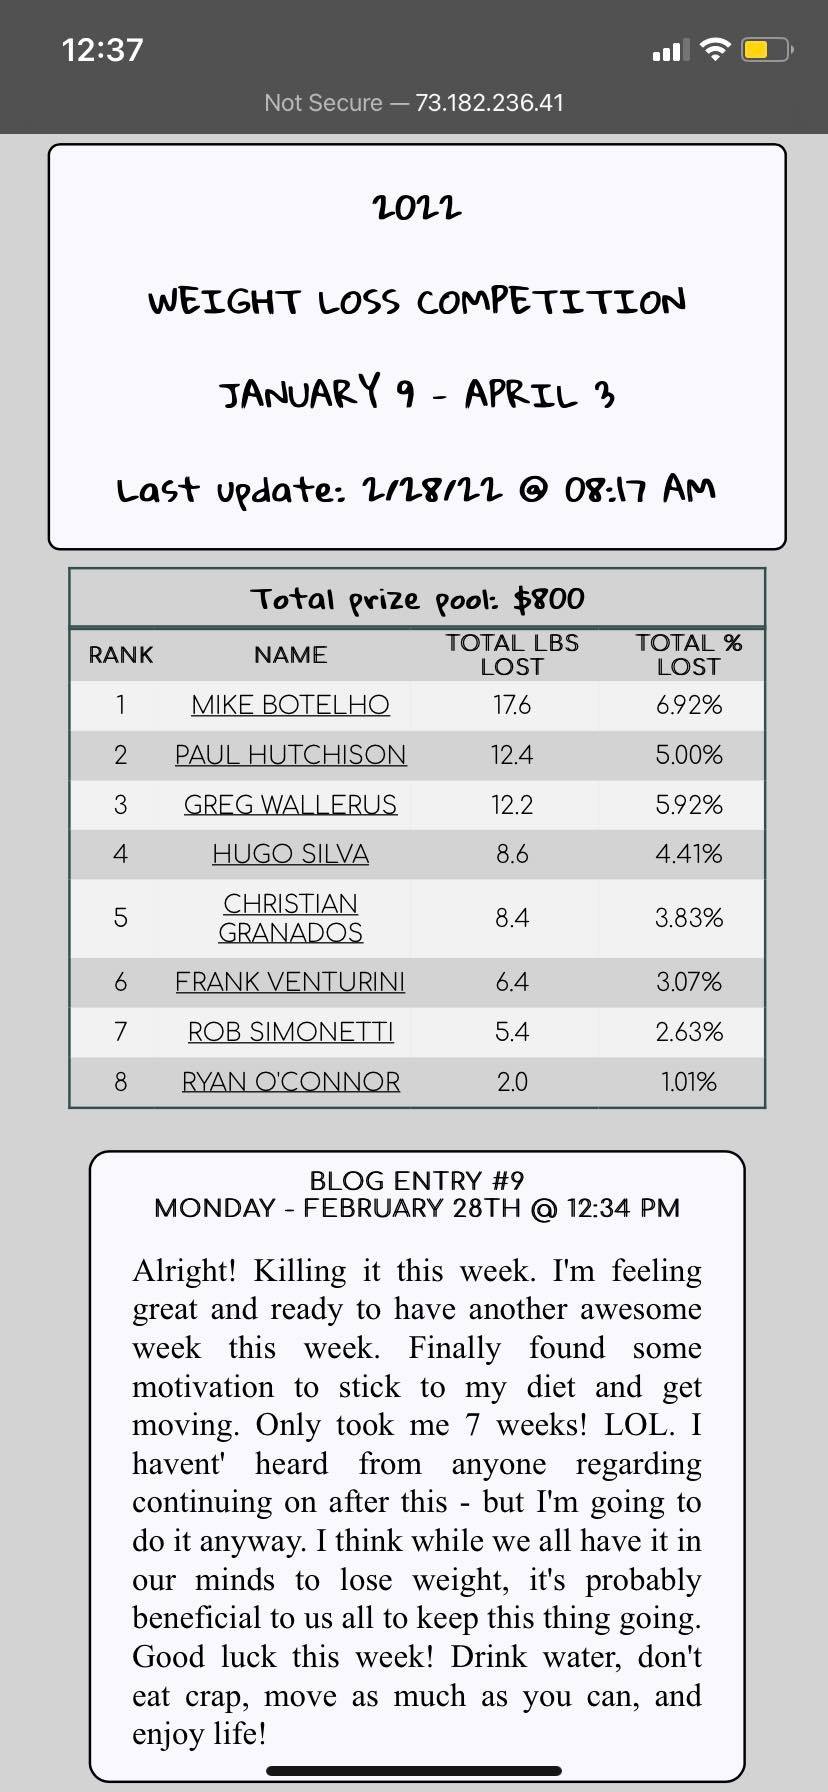 12:37
Not Secure — 73.182.236.41
2022
WEIGHT LOSS COMPETITION
JANUARY 9 - APRIL 3
Last update: 2/28/22 @ 08:17 AM
Total prize pool: $800
RANK NAME TOTAL LBS LOST TOTAL % LOST
1 MIKE BOTELHO 17.6 6.92%
2 PAUL HUTCHISON 12.4 5.00%
3 GREG WALLERUS 12.2 5.92%
4 HUGO SILVA 8.6 4.41%
5 CHRISTIAN GRANADOS 8.4 3.83%
6 FRANK VENTURINI 6.4 3.07%
7 ROB SIMONETTI 5.4 2.63%
8 RYAN O'CONNOR 2.0 1.01%
BLOG ENTRY #9
MONDAY - FEBRUARY 28TH @ 12:34 PM
Alright! Killing it this week. I'm feeling
great and ready to have another awesome
week this week. Finally found some
motivation to stick to my diet and get
moving. Only took me 7 weeks! LOL. I
havent' heard from anyone regarding
continuing on after this - but I'm going to
do it anyway. I think while we all have it in
our minds to lose weight, it's probably
beneficial to us all to keep this thing going.
Good luck this week! Drink water, don't
eat crap, move as much as you can, and
enjoy life!